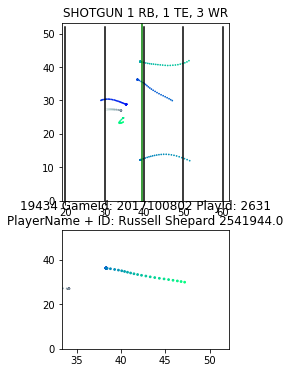 SHOTGUN 1 RB, 1 TE, 3 WR
50
40
30
20
10
0
20 30 40 50 60
19434 GameId: 2017100802 PlayId: 2631
PlayerName + ID: Russell Shepard 2541944.0
40
20
0
35 40 45 50